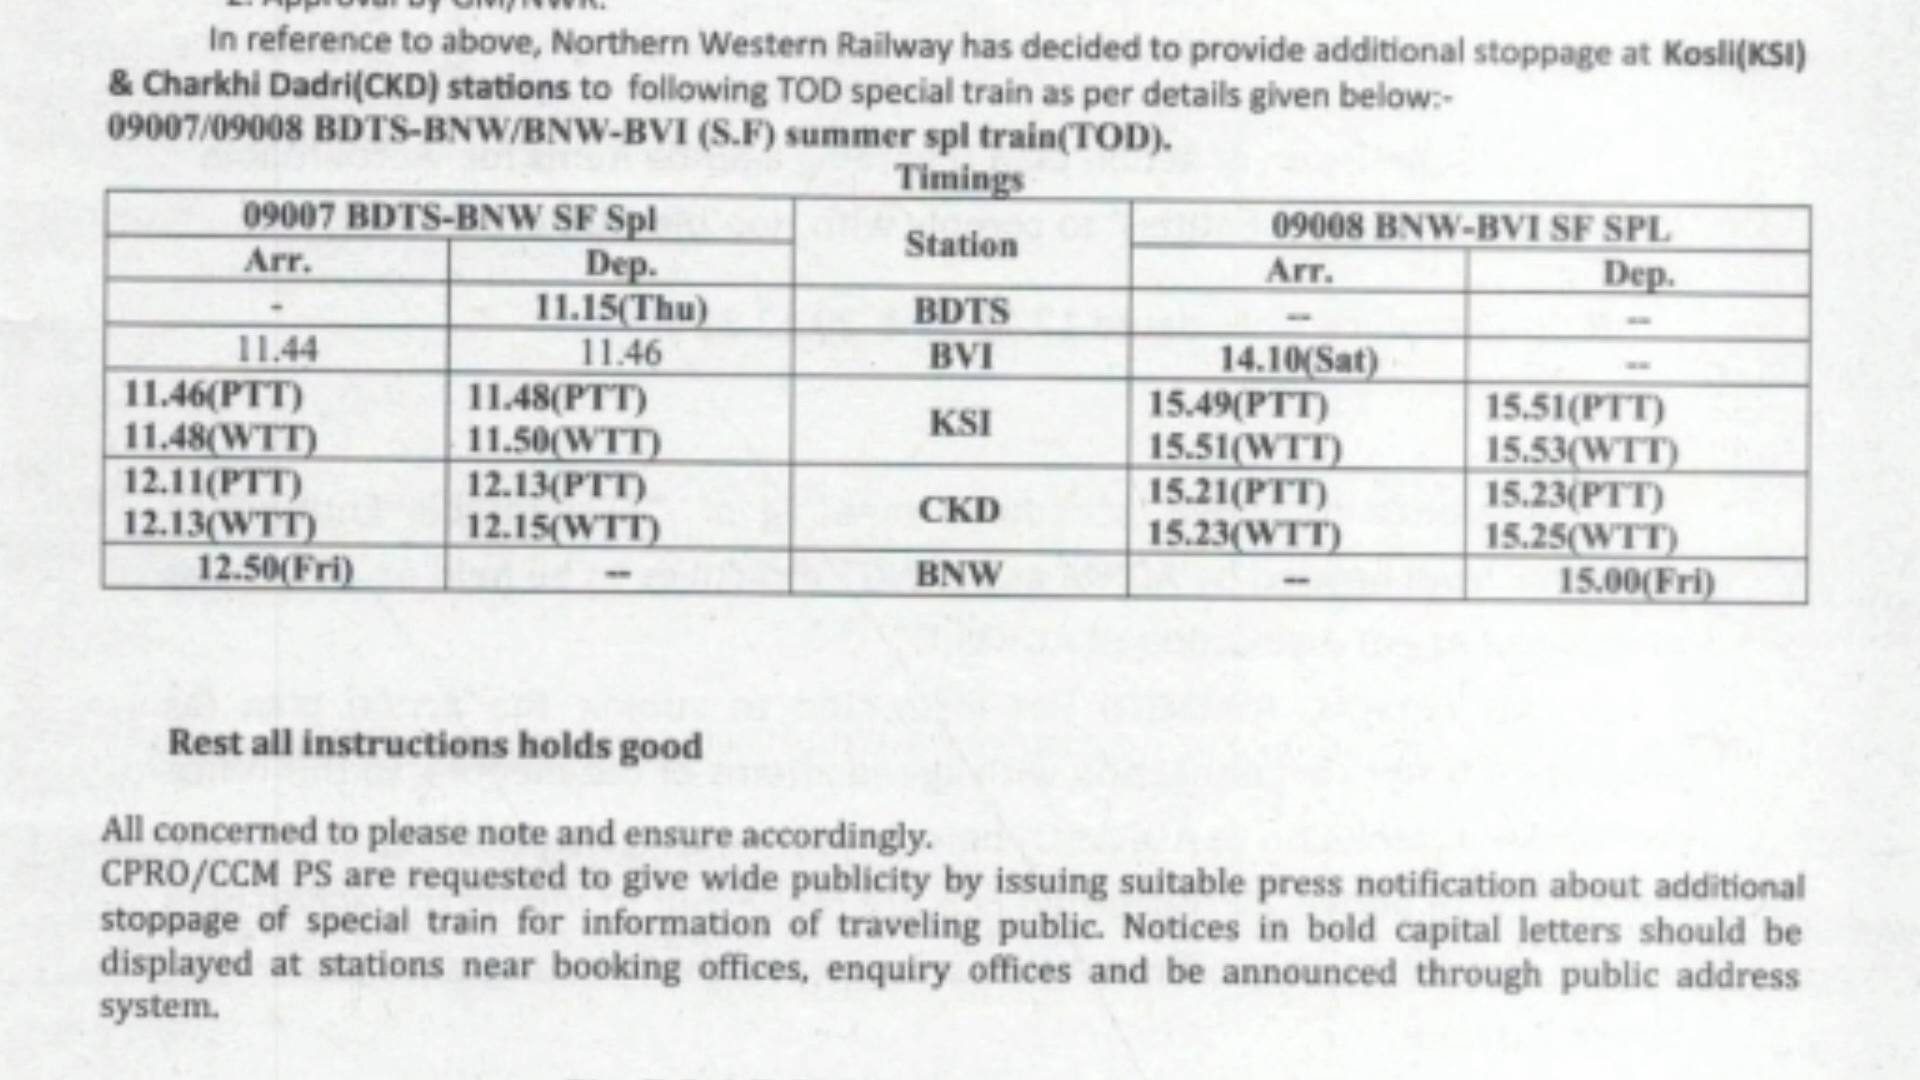 2. Approval by GM/NWR.
In reference to above, Northern Western Railway has decided to provide additional stoppage at Kosli(KSI)
& Charkhi Dadri(CKD) stations to following TOD special train as per details given below:-
09007/09008 BDTS-BNW/BNW-BVI (S.F) summer spl train(TOD).
Timings
09007 BDTS-BNW SF Spl Station 09008 BNW-BVI SF SPL
Arr. Dep. Arr. Dep.
- 11.15(Thu) BDTS -- --
11.44 11.46 BVI 14.10(Sat) --
11.46(PTT) 11.48(PTT) KSI 15.49(PTT) 15.51(PTT)
11.48(WTT) 11.50(WTT) 15.51(WTT) 15.53(WTT)
12.11(PTT) 12.13(PTT) CKD 15.21(PTT) 15.23(PTT)
12.13(WTT) 12.15(WTT) 15.23(WTT) 15.25(WTT)
12.50(Fri) -- BNW -- 15.00(Fri)
Rest all instructions holds good
All concerned to please note and ensure accordingly.
CPRO/CCM PS are requested to give wide publicity by issuing suitable press notification about additional
stoppage of special train for information of traveling public. Notices in bold capital letters should be
displayed at stations near booking offices, enquiry offices and be announced through public address
system.